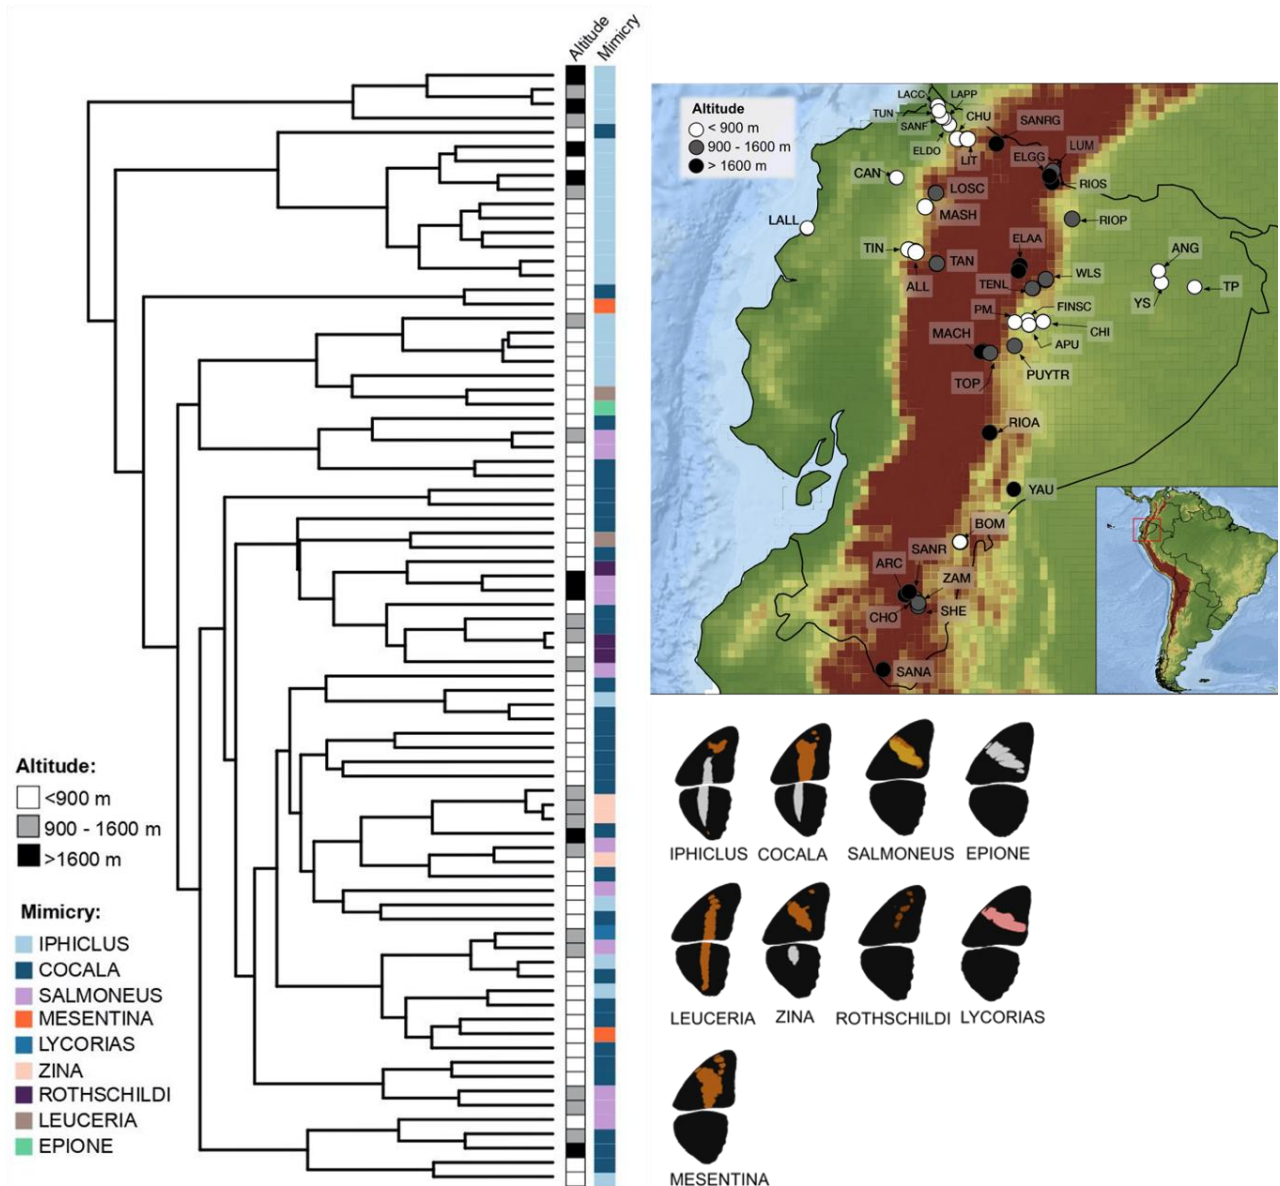 Altitude
Mimicry
Altitude:
<900 m
900 - 1600 m
>1600 m
Mimicry:
IPHICLUS
COCALA
SALMONEUS
MESENTINA
LYCORIAS
ZINA
ROTHSCHILDI
LEUCERIA
EPIONE
Altitude
< 900 m
900 - 1600 m
> 1600 m
LACC
LAPP
TUN
CHU
SANF
SANRG
ELDO
LIT
ELGG
LUM
CAN
LOSC
RIOS
MASH
LALL
RIOP
TIN
ELAA
ANG
TAN
WLS
ALL
TENL
YS
TP
PM
FINSC
MACH
CHI
APU
TOP
PUYTR
RIOA
YAU
BOM
SANR
ARC
ZAM
CHO
SHE
SANA
IPHICLUS COCALA SALMONEUS EPIONE
LEUCERIA ZINA ROTHSCHILDI LYCORIAS
MESENTINA